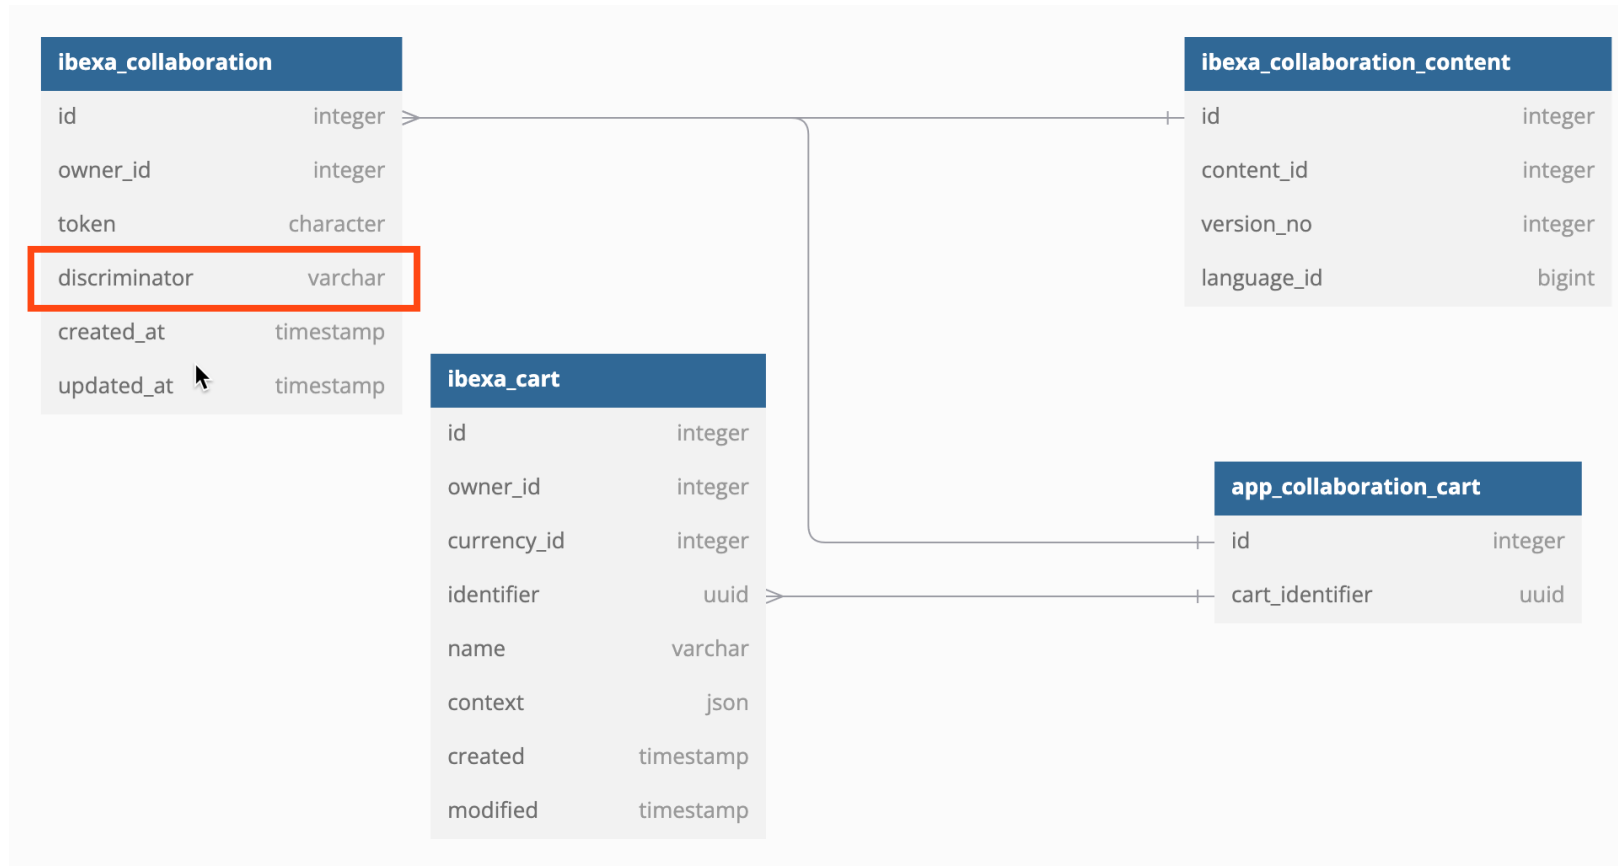 ibexa_collaboration
id integer
owner_id integer
token character
discriminator varchar
created_at timestamp
updated_at timestamp
ibexa_collaboration_content
id integer
content_id integer
version_no integer
language_id bigint
ibexa_cart
id integer
owner_id integer
currency_id integer
identifier uuid
name varchar
context json
created timestamp
modified timestamp
app_collaboration_cart
id integer
cart_identifier uuid